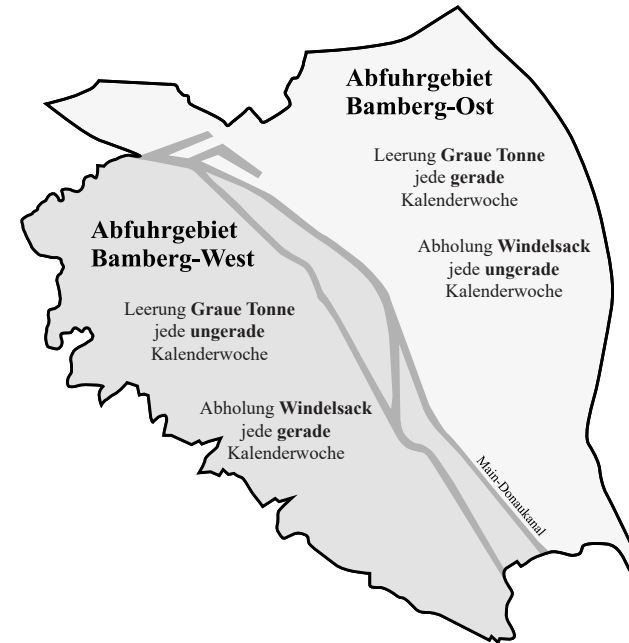 Abfuhrgebiet
Bamberg-Ost
Leerung Graue Tonne
jede gerade
Kalenderwoche
Abholung Windelsack
jede ungerade
Kalenderwoche
Abfuhrgebiet
Bamberg-West
Leerung Graue Tonne
jede ungerade
Kalenderwoche
Abholung Windelsack
jede gerade
Kalenderwoche
Main-Donaukanal